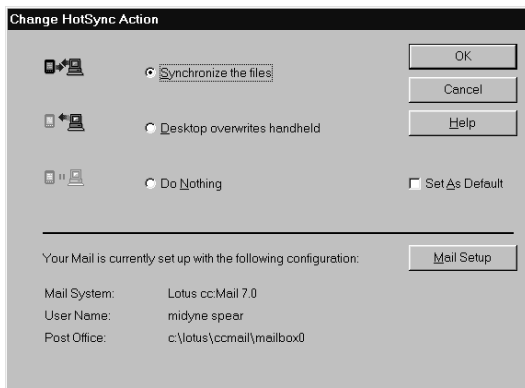 Change HotSync Action
Synchronize the files
OK
Cancel
Desktop overwrites handheld
Help
Do Nothing
Set As Default
Your Mail is currently set up with the following configuration:
Mail Setup
Mail System: Lotus cc:Mail 7.0
User Name: midyne spear
Post Office: c:\lotus\ccmail\mailbox0